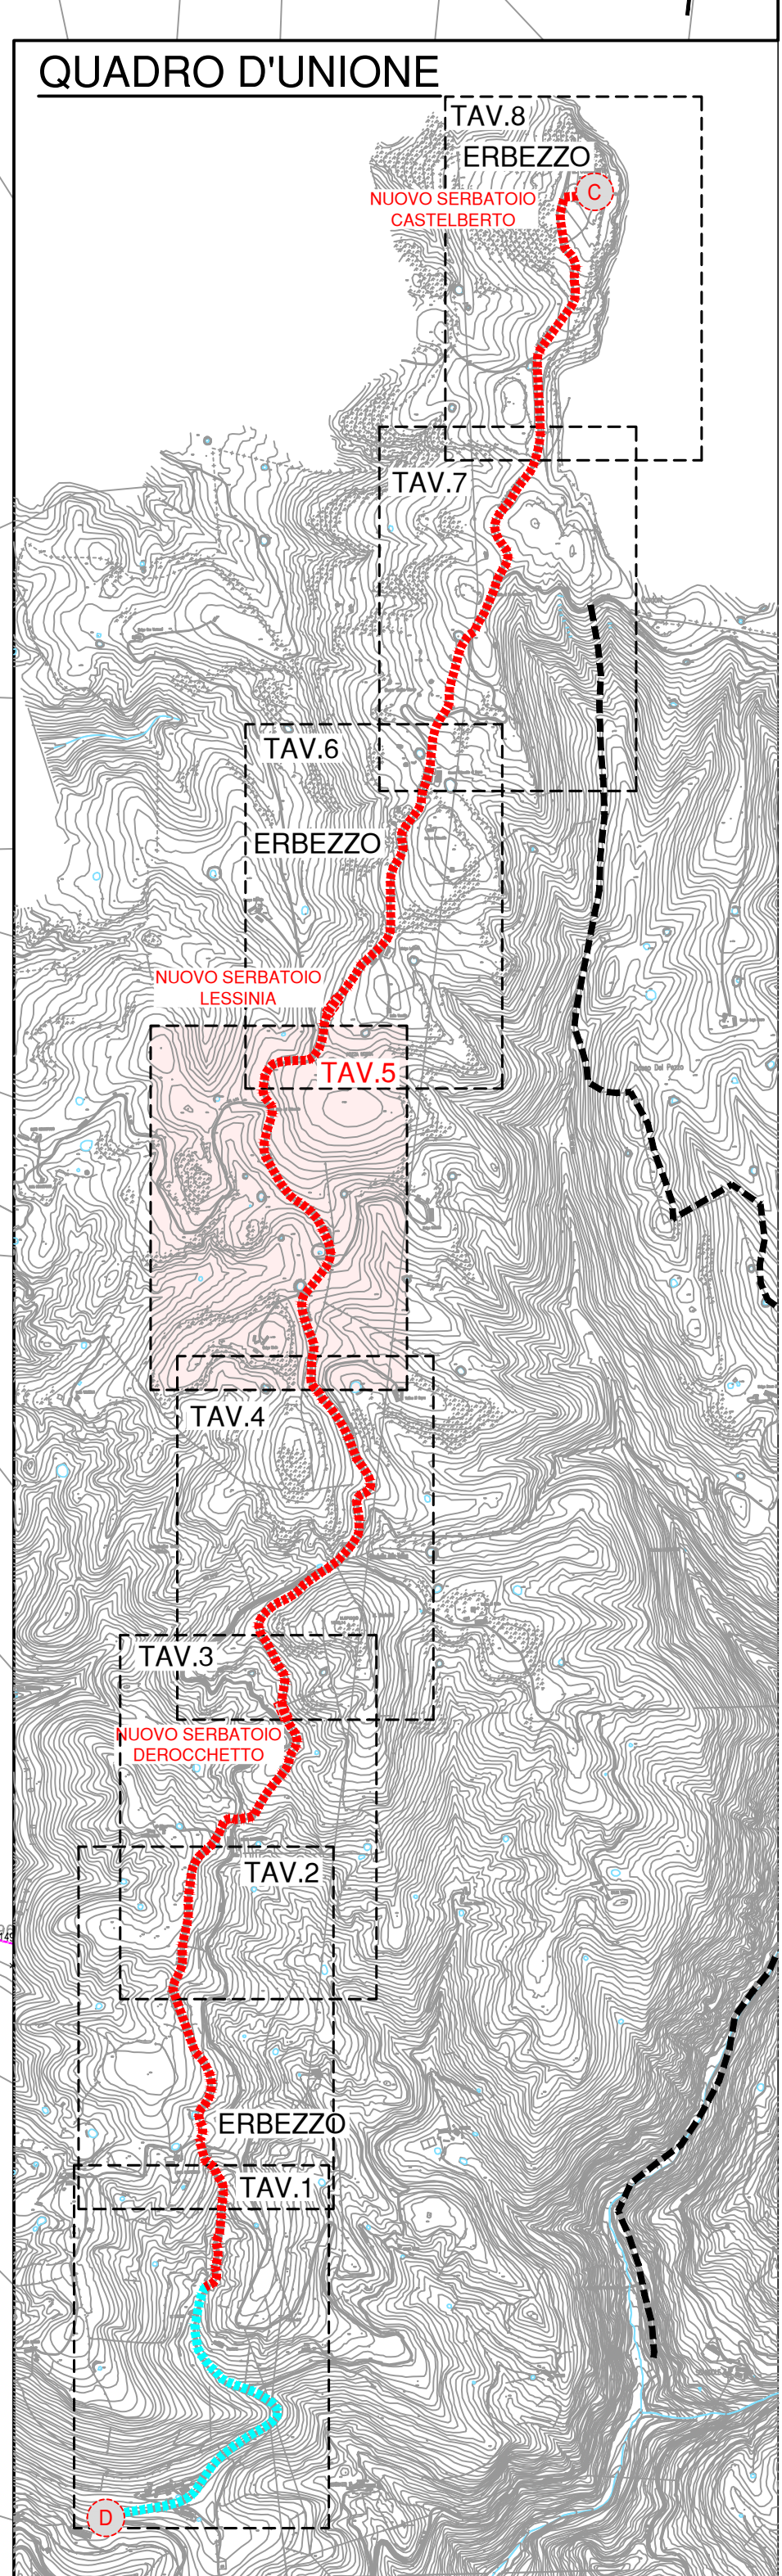 QUADRO D'UNIONE
TAV.8
ERBEZZO
C
NUOVO SERBATOIO
CASTELBERTO
TAV.7
TAV.6
ERBEZZO
NUOVO SERBATOIO
LESSINIA
TAV.5
TAV.4
TAV.3
NUOVO SERBATOIO
DEROCCHETTO
TAV.2
ERBEZZO
TAV.1
D